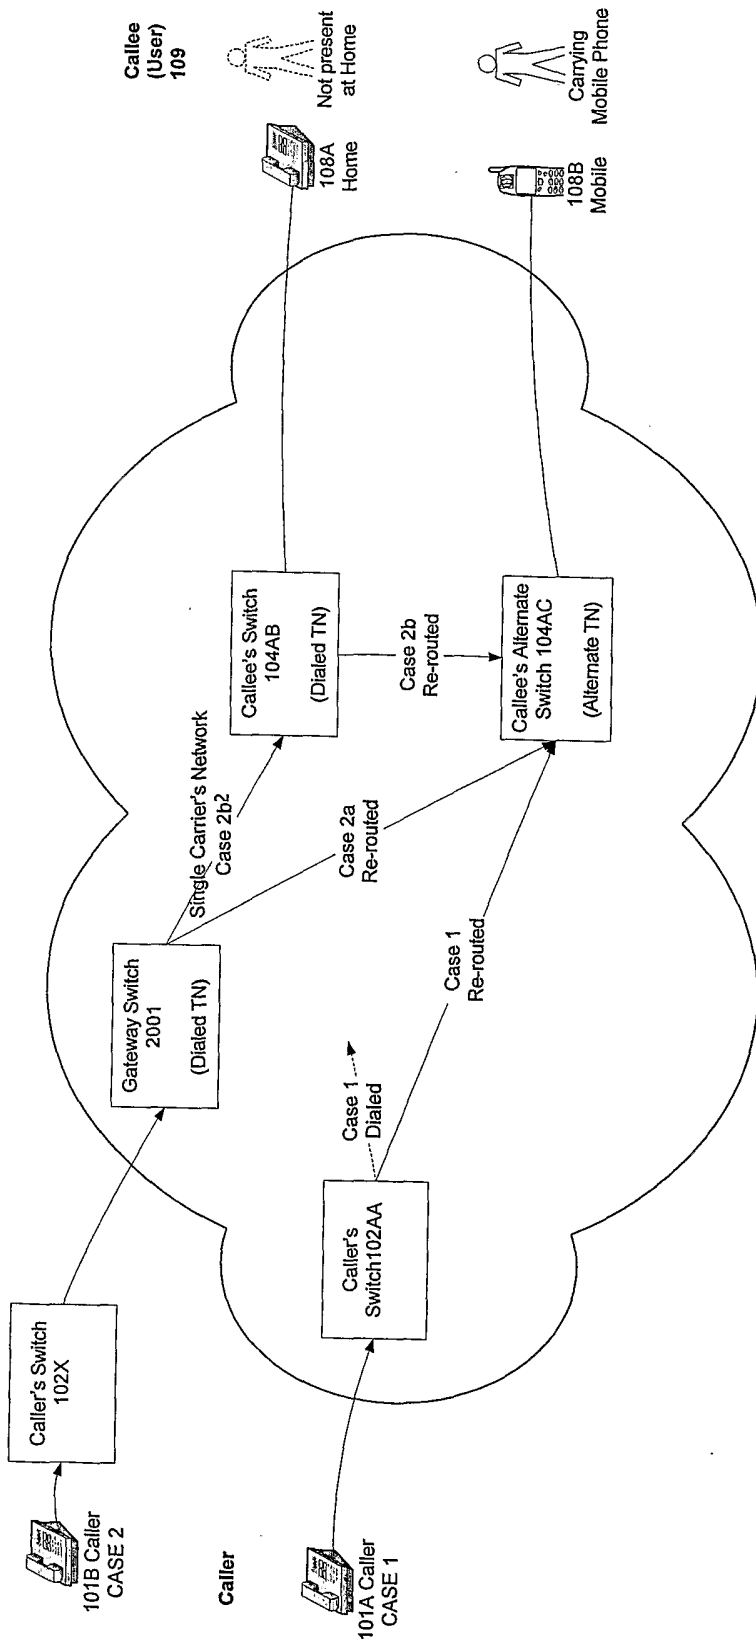 101B Caller
CASE 2
Caller's Switch
102X
Caller
101A Caller
CASE 1
Caller's
Switch102AA
Case 1
Dialed
Case 1
Re-routed
Gateway Switch
2001
(Dialed TN)
Single Carrier's Network
Case 2b²
Case 2a
Re-routed
Callee's Switch
104AB
(Dialed TN)
Case 2b
Re-routed
Callee's Alternate
Switch 104AC
(Alternate TN)
108A
Home
Callee
(User)
109
Not present
at Home
108B
Mobile
Carrying
Mobile Phone